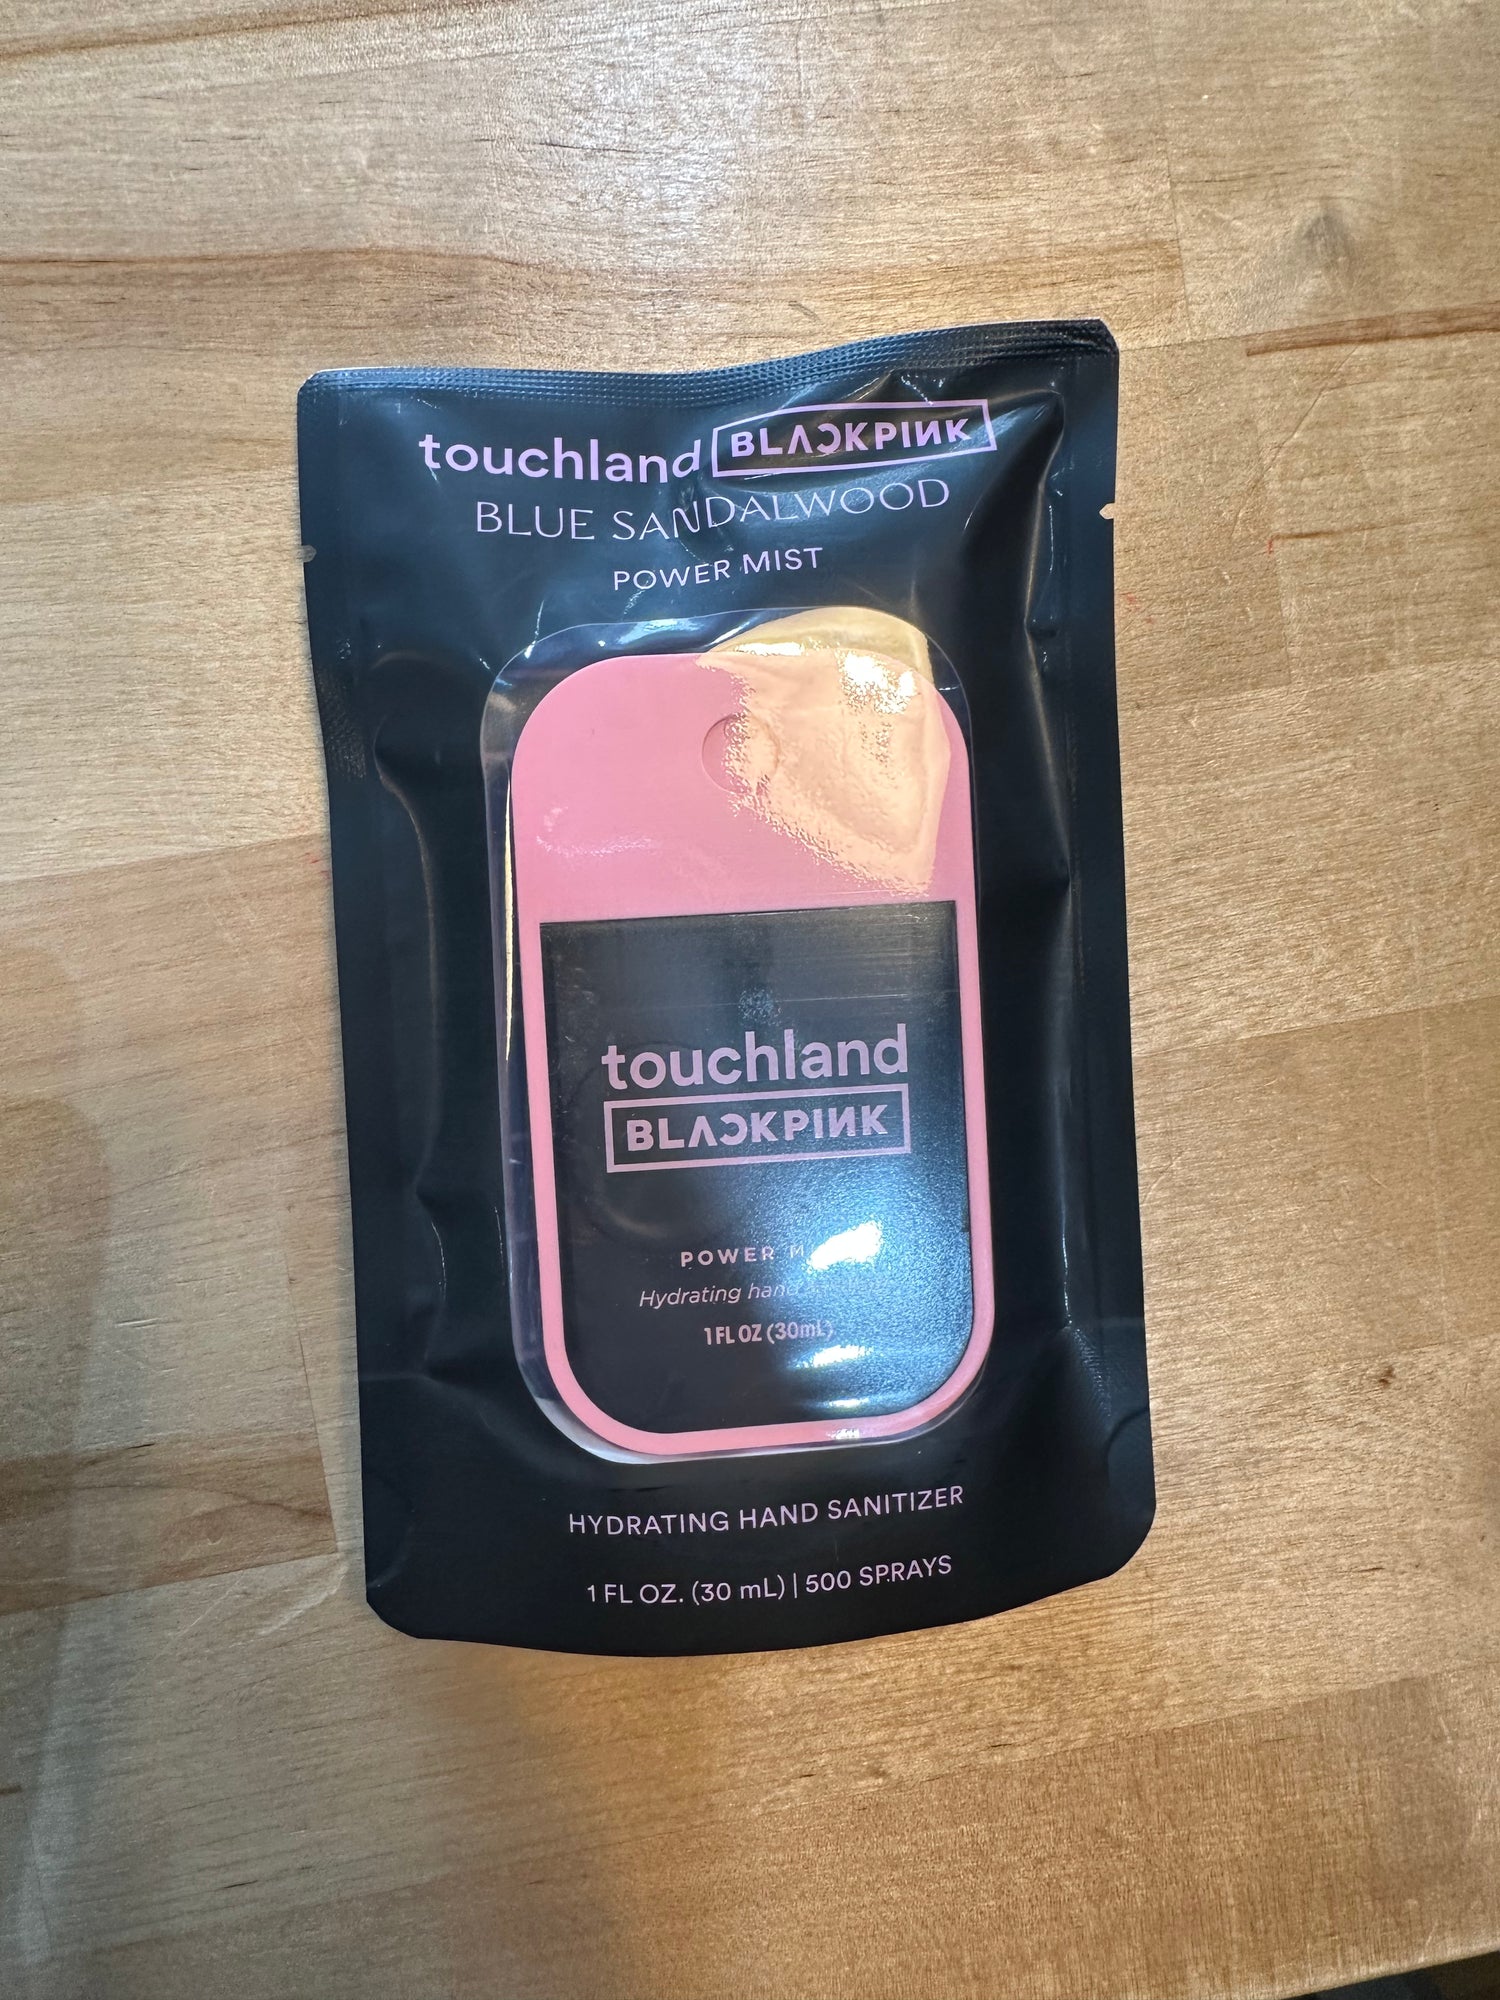 touchland BLACKPINK
BLUE SANDALWOOD
POWER MIST
touchland
BLACKPINK
POWER
Hydrating hand
1 FL OZ (30mL)
HYDRATING HAND SANITIZER
1 FL OZ. (30 mL) | 500 SPRAYS